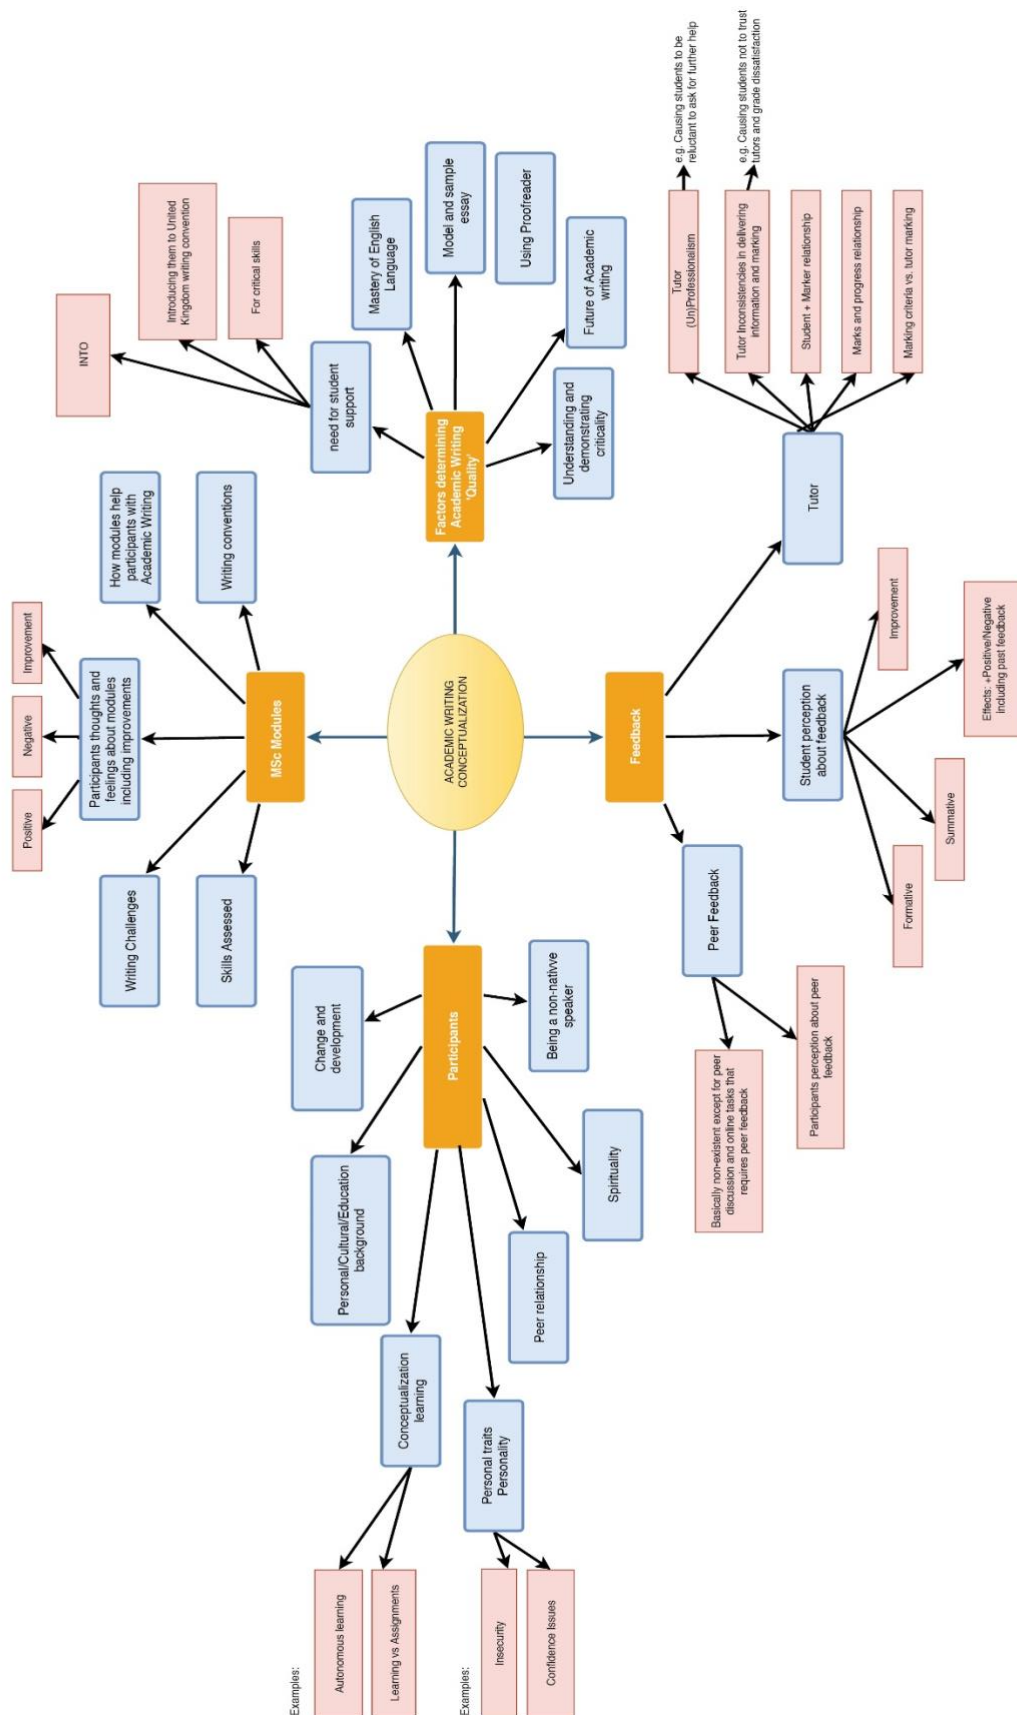 ACADEMIC WRITING
CONCEPTUALIZATION
Participants
Change and
development
Personal/Cultural/Education
background
Conceptualization
learning
Examples:
Autonomous learning
Learning vs Assignments
Personal traits
Personality
Examples:
Insecurity
Confidence Issues
Peer relationship
Spirituality
Being a non-nativve
speaker
MSc Modules
Skills Assessed
Writing Challenges
Participants thoughts and
feelings about modules
including improvements
Positive
Negative
Improvement
How modules help
participants with
Academic Writing
Writing conventions
Factors determining
Academic Writing
'Quality'
need for student
support
INTO
Introducing them to United
Kingdom writing convention
For critical skills
Mastery of English
Language
Model and sample
essay
Using Proofreader
Future of Academic
writing
Understanding and
demonstrating
criticality
Feedback
Peer Feedback
Basically non-existent except for peer
discussion and online tasks that
requires peer feedback
Participants perception about peer
feedback
Student perception
about feedback
Formative
Summative
Effects: +Positive/Negative
including past feedback
Improvement
Tutor
Tutor
(Un)Professionalism
e.g. Causing students to be
reluctant to ask for further help
Tutor Inconsistencies in delivering
information and marking
e.g. Causing students not to trust
tutors and grade dissatisfaction
Student + Marker relationship
Marks and progress relationship
Marking criteria vs. tutor marking